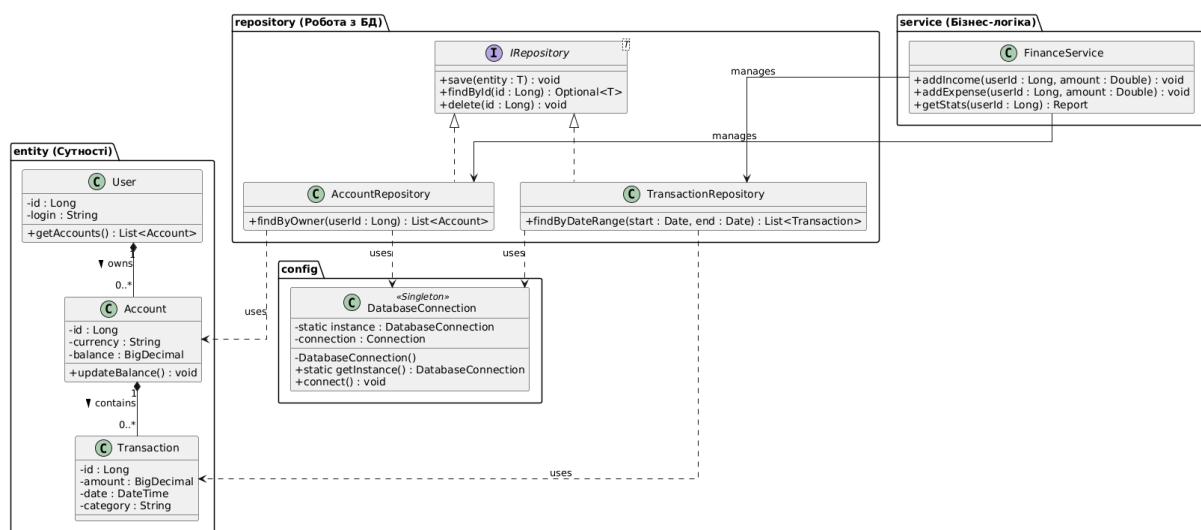 repository (Робота з БД)
I IRepository
T
+save(entity : T) : void
+findById(id : Long) : Optional<T>
+delete(id : Long) : void
service (Бізнес-логіка)
C FinanceService
+addIncome(userId : Long, amount : Double) : void
+addExpense(userId : Long, amount : Double) : void
+getStats(userId : Long) : Report
manages
manages
C AccountRepository
+findByOwner(userId : Long) : List<Account>
C TransactionRepository
+findByDateRange(start : Date, end : Date) : List<Transaction>
entity (Сутності)
C User
-id : Long
-login : String
+getAccounts() : List<Account>
1
owns
0..*
C Account
-id : Long
-currency : String
-balance : BigDecimal
+updateBalance() : void
1
contains
0..*
C Transaction
-id : Long
-amount : BigDecimal
-date : DateTime
-category : String
uses
uses
uses
config
«Singleton»
C DatabaseConnection
-static instance : DatabaseConnection
-connection : Connection
-DatabaseConnection()
+static getInstance() : DatabaseConnection
+connect() : void
uses